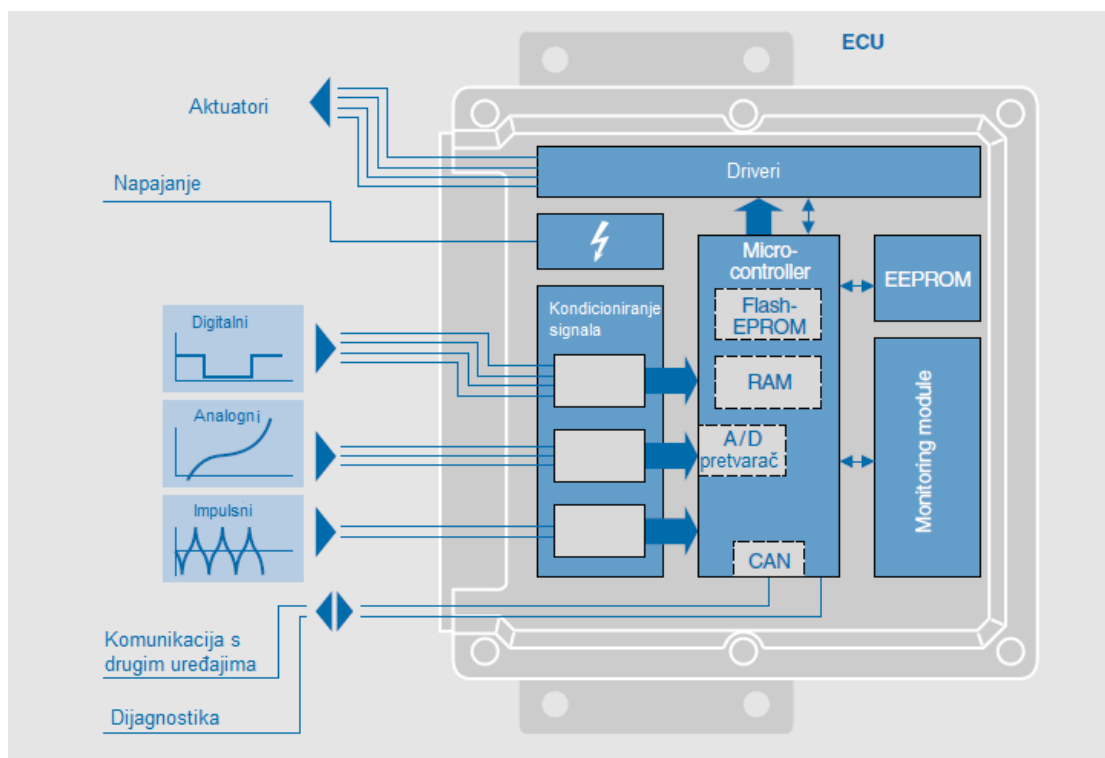 ECU
Aktuatori
Driveri
Napajanje
Micro-
controller
EEPROM
Flash-
EPROM
Kondicioniranje
signala
Digitalni
RAM
Monitoring module
Analogni
A/D
pretvarač
Impulsni
CAN
Komunikacija s
drugim uređajima
Dijagnostika